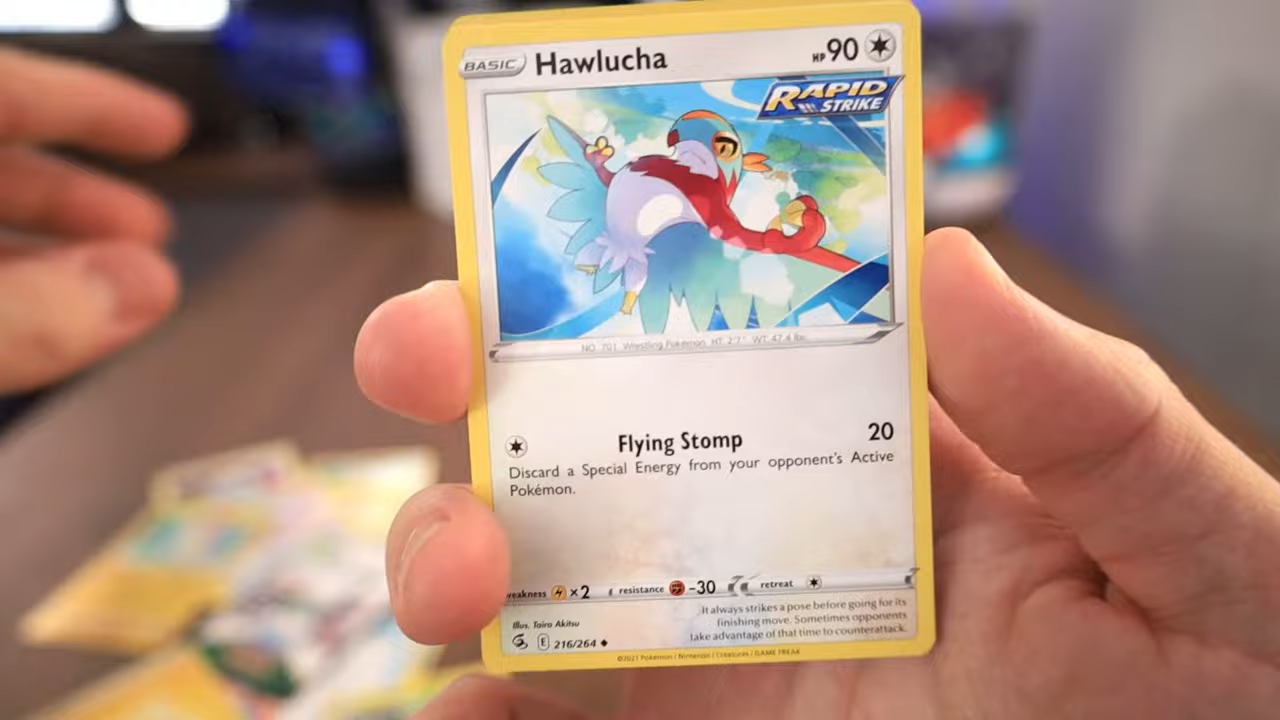 BASIC Hawlucha HP 90
RAPID
STRIKE
NO. 701 Wrestling Pokémon HT: 2'7" WT: 47.4 lbs.
Flying Stomp 20
Discard a Special Energy from your opponent's Active
Pokémon.
weakness ×2 resistance -30 retreat
It always strikes a pose before going for its
finishing move. Sometimes opponents
take advantage of that time to counterattack.
Illus. Taira Akitsu
E 216/264
©2021 Pokémon / Nintendo / Creatures / GAME FREAK